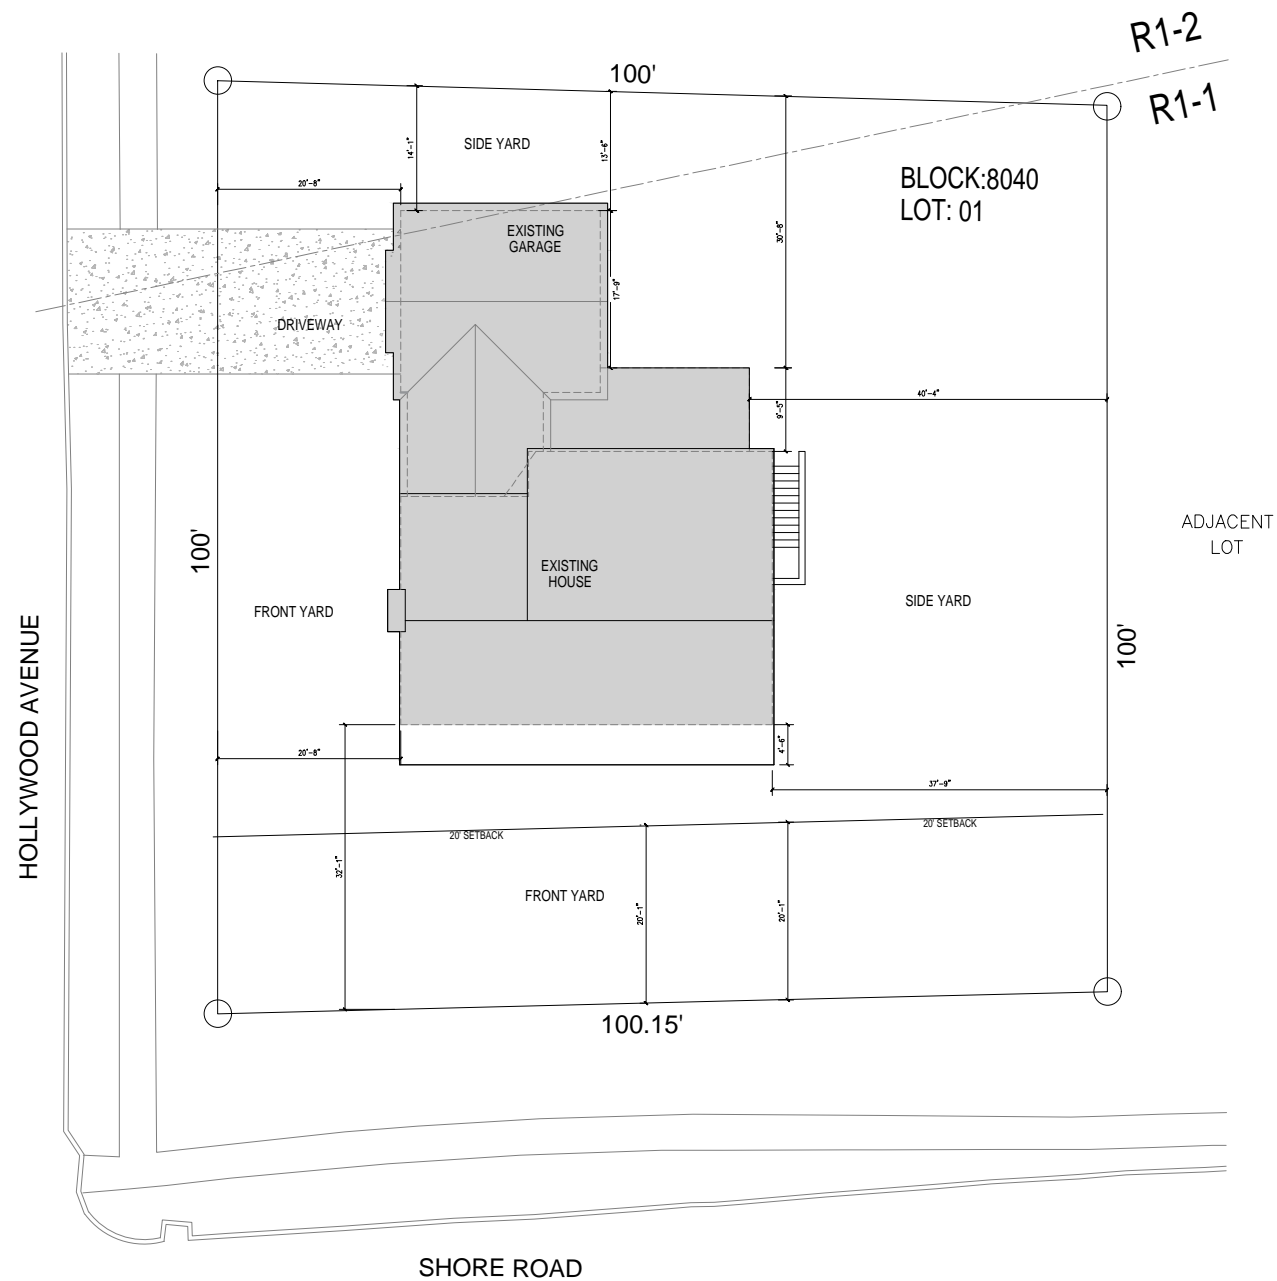 R1-2
100'
R1-1
SIDE YARD
14'-1"
13'-6"
20'-8"
BLOCK:8040
LOT: 01
30'-8"
EXISTING
GARAGE
17'-9"
DRIVEWAY
40'-4"
9'-5"
ADJACENT
LOT
100'
EXISTING
HOUSE
SIDE YARD
FRONT YARD
100'
HOLLYWOOD AVENUE
20'-8"
4'-6"
37'-9"
20' SETBACK
20' SETBACK
32'-1"
FRONT YARD
20'-1"
20'-1"
100.15'
SHORE ROAD